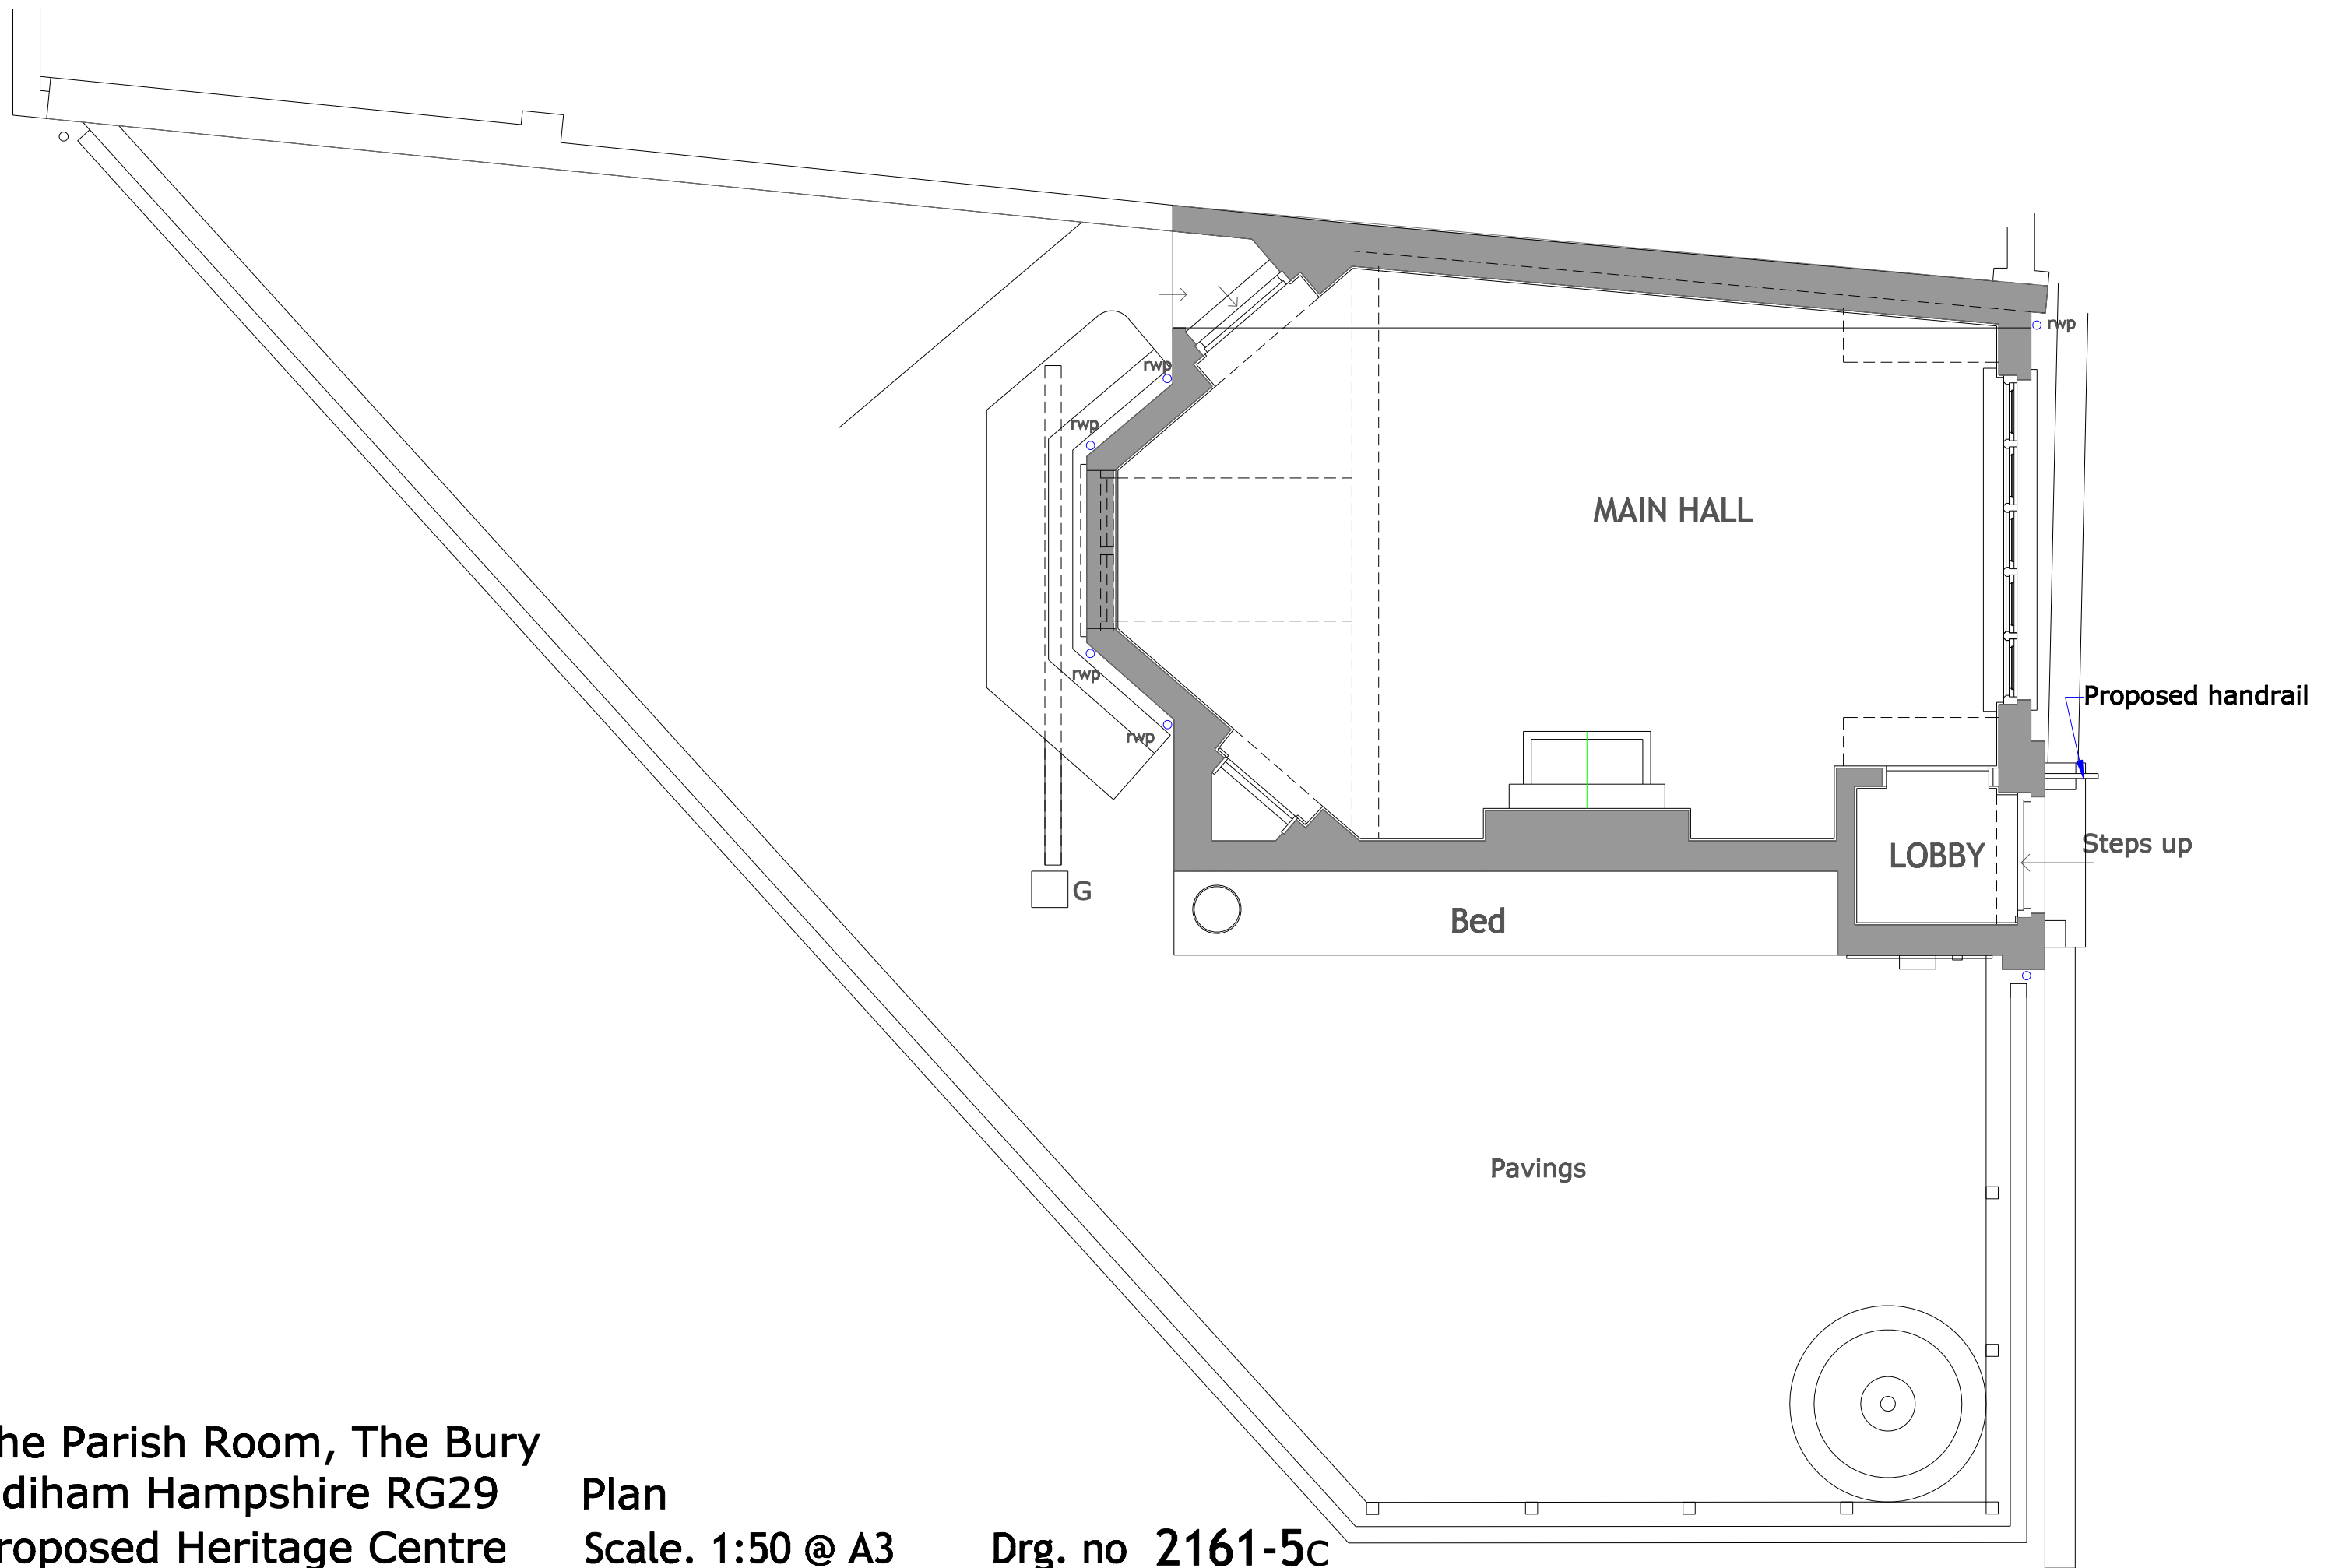 rwp
rwp
rwp
MAIN HALL
rwp
Proposed handrail
rwp
Steps up
LOBBY
G
Bed
Pavings
he Parish Room, The Bury
diham Hampshire RG29
Plan
roposed Heritage Centre
Scale. 1:50 @ A3
Drg. no 2161-5c